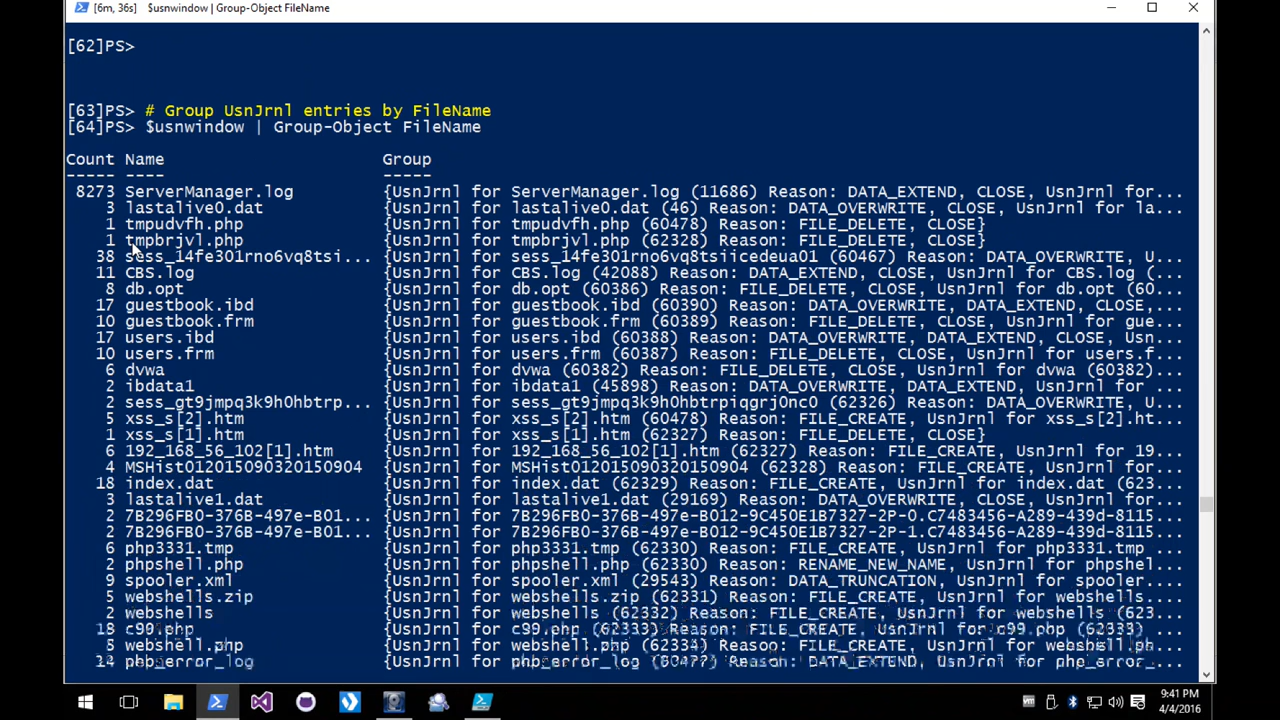 [6m, 36s]   $usnwindow | Group-Object FileName
[62]PS>
[63]PS> # Group UsnJrnl entries by FileName
[64]PS> $usnwindow | Group-Object FileName
Count Name                      Group
----- ----                      -----
8273 ServerManager.log         {UsnJrnl for ServerManager.log (11686) Reason: DATA_EXTEND, CLOSE, UsnJrnl for...
3 lastalive0.dat            {UsnJrnl for lastalive0.dat (46) Reason: DATA_OVERWRITE, CLOSE, UsnJrnl for la...
1 tmpudvfh.php              {UsnJrnl for tmpudvfh.php (60478) Reason: FILE_DELETE, CLOSE}
1 tmpbrjvl.php              {UsnJrnl for tmpbrjvl.php (62328) Reason: FILE_DELETE, CLOSE}
38 sess_14fe301rno6vq8tsi... {UsnJrnl for sess_14fe301rno6vq8tsiicedeua01 (60467) Reason: DATA_OVERWRITE, U...
11 CBS.log                   {UsnJrnl for CBS.log (42088) Reason: DATA_EXTEND, CLOSE, UsnJrnl for CBS.log (...
8 db.opt                    {UsnJrnl for db.opt (60386) Reason: FILE_DELETE, CLOSE, UsnJrnl for db.opt (60...
17 guestbook.ibd             {UsnJrnl for guestbook.ibd (60390) Reason: DATA_OVERWRITE, DATA_EXTEND, CLOSE,...
10 guestbook.frm             {UsnJrnl for guestbook.frm (60389) Reason: FILE_DELETE, CLOSE, UsnJrnl for gue...
17 users.ibd                 {UsnJrnl for users.ibd (60388) Reason: DATA_OVERWRITE, DATA_EXTEND, CLOSE, Usn...
10 users.frm                 {UsnJrnl for users.frm (60387) Reason: FILE_DELETE, CLOSE, UsnJrnl for users.f...
6 dvwa                      {UsnJrnl for dvwa (60382) Reason: FILE_DELETE, CLOSE, UsnJrnl for dvwa (60382)...
2 ibdata1                   {UsnJrnl for ibdata1 (45898) Reason: DATA_OVERWRITE, DATA_EXTEND, UsnJrnl for ...
2 sess_gt9jmpq3k9h0hbtrp... {UsnJrnl for sess_gt9jmpq3k9h0hbtrpiqgrj0nc0 (62326) Reason: DATA_OVERWRITE, U...
5 xss_s[2].htm              {UsnJrnl for xss_s[2].htm (60478) Reason: FILE_CREATE, UsnJrnl for xss_s[2].ht...
1 xss_s[1].htm              {UsnJrnl for xss_s[1].htm (62327) Reason: FILE_DELETE, CLOSE}
6 192_168_56_102[1].htm     {UsnJrnl for 192_168_56_102[1].htm (62327) Reason: FILE_CREATE, UsnJrnl for 19...
4 MSHist012015090320150904  {UsnJrnl for MSHist012015090320150904 (62328) Reason: FILE_CREATE, UsnJrnl for...
18 index.dat                 {UsnJrnl for index.dat (62329) Reason: FILE_CREATE, UsnJrnl for index.dat (623...
3 lastalive1.dat            {UsnJrnl for lastalive1.dat (29169) Reason: DATA_OVERWRITE, CLOSE, UsnJrnl for...
2 7B296FB0-376B-497e-B01... {UsnJrnl for 7B296FB0-376B-497e-B012-9C450E1B7327-2P-0.C7483456-A289-439d-8115...
2 7B296FB0-376B-497e-B01... {UsnJrnl for 7B296FB0-376B-497e-B012-9C450E1B7327-2P-1.C7483456-A289-439d-8115...
6 php3331.tmp               {UsnJrnl for php3331.tmp (62330) Reason: FILE_CREATE, UsnJrnl for php3331.tmp ...
2 phpshell.php              {UsnJrnl for phpshell.php (62330) Reason: RENAME_NEW_NAME, UsnJrnl for phpshel...
9 spooler.xml               {UsnJrnl for spooler.xml (29543) Reason: DATA_TRUNCATION, UsnJrnl for spooler....
5 webshells.zip             {UsnJrnl for webshells.zip (62331) Reason: FILE_CREATE, UsnJrnl for webshells....
2 webshells                 {UsnJrnl for webshells (62332) Reason: FILE_CREATE, UsnJrnl for webshells (623...
18 c99.php                   {UsnJrnl for c99.php (62333) Reason: FILE_CREATE, UsnJrnl for c99.php (62333)...
5 webshell.php              {UsnJrnl for webshell.php (62334) Reason: FILE_CREATE, UsnJrnl for webshell.ph...
14 php_error_log             {UsnJrnl for php_error_log (60477) Reason: DATA_EXTEND, UsnJrnl for php_error_...
9:41 PM
4/4/2016